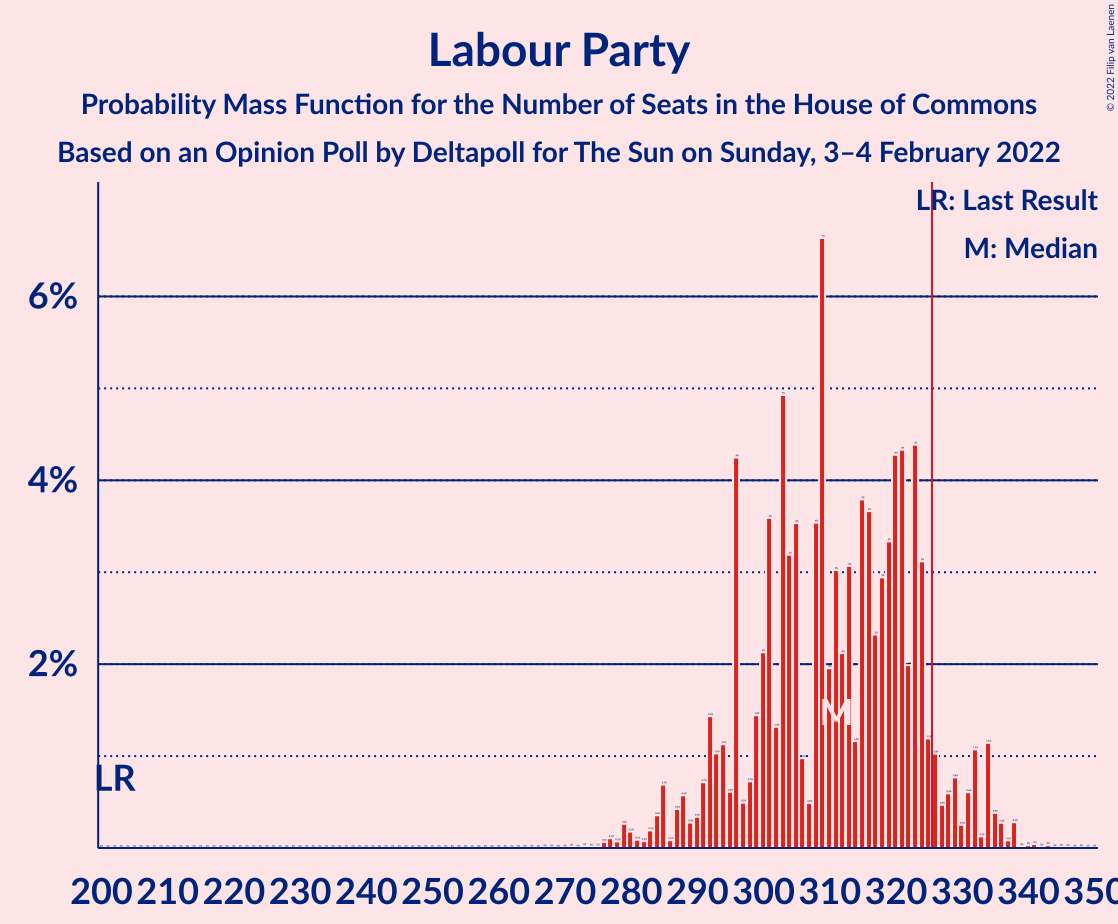 Labour Party
Probability Mass Function for the Number of Seats in the House of Commons
Based on an Opinion Poll by Deltapoll for The Sun on Sunday, 3–4 February 2022
© 2022 Filip van Laenen
LR: Last Result
M: Median
6%
4%
2%
LR
M
200 210 220 230 240 250 260 270 280 290 300 310 320 330 340 350